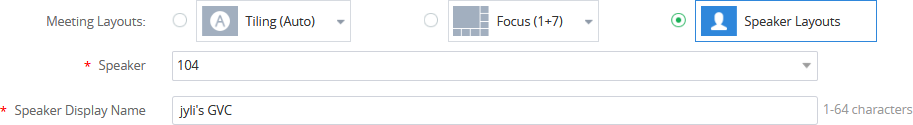 Meeting Layouts: A Tiling (Auto) Focus (1+7) Speaker Layouts
* Speaker 104
* Speaker Display Name jyli's GVC 1-64 characters